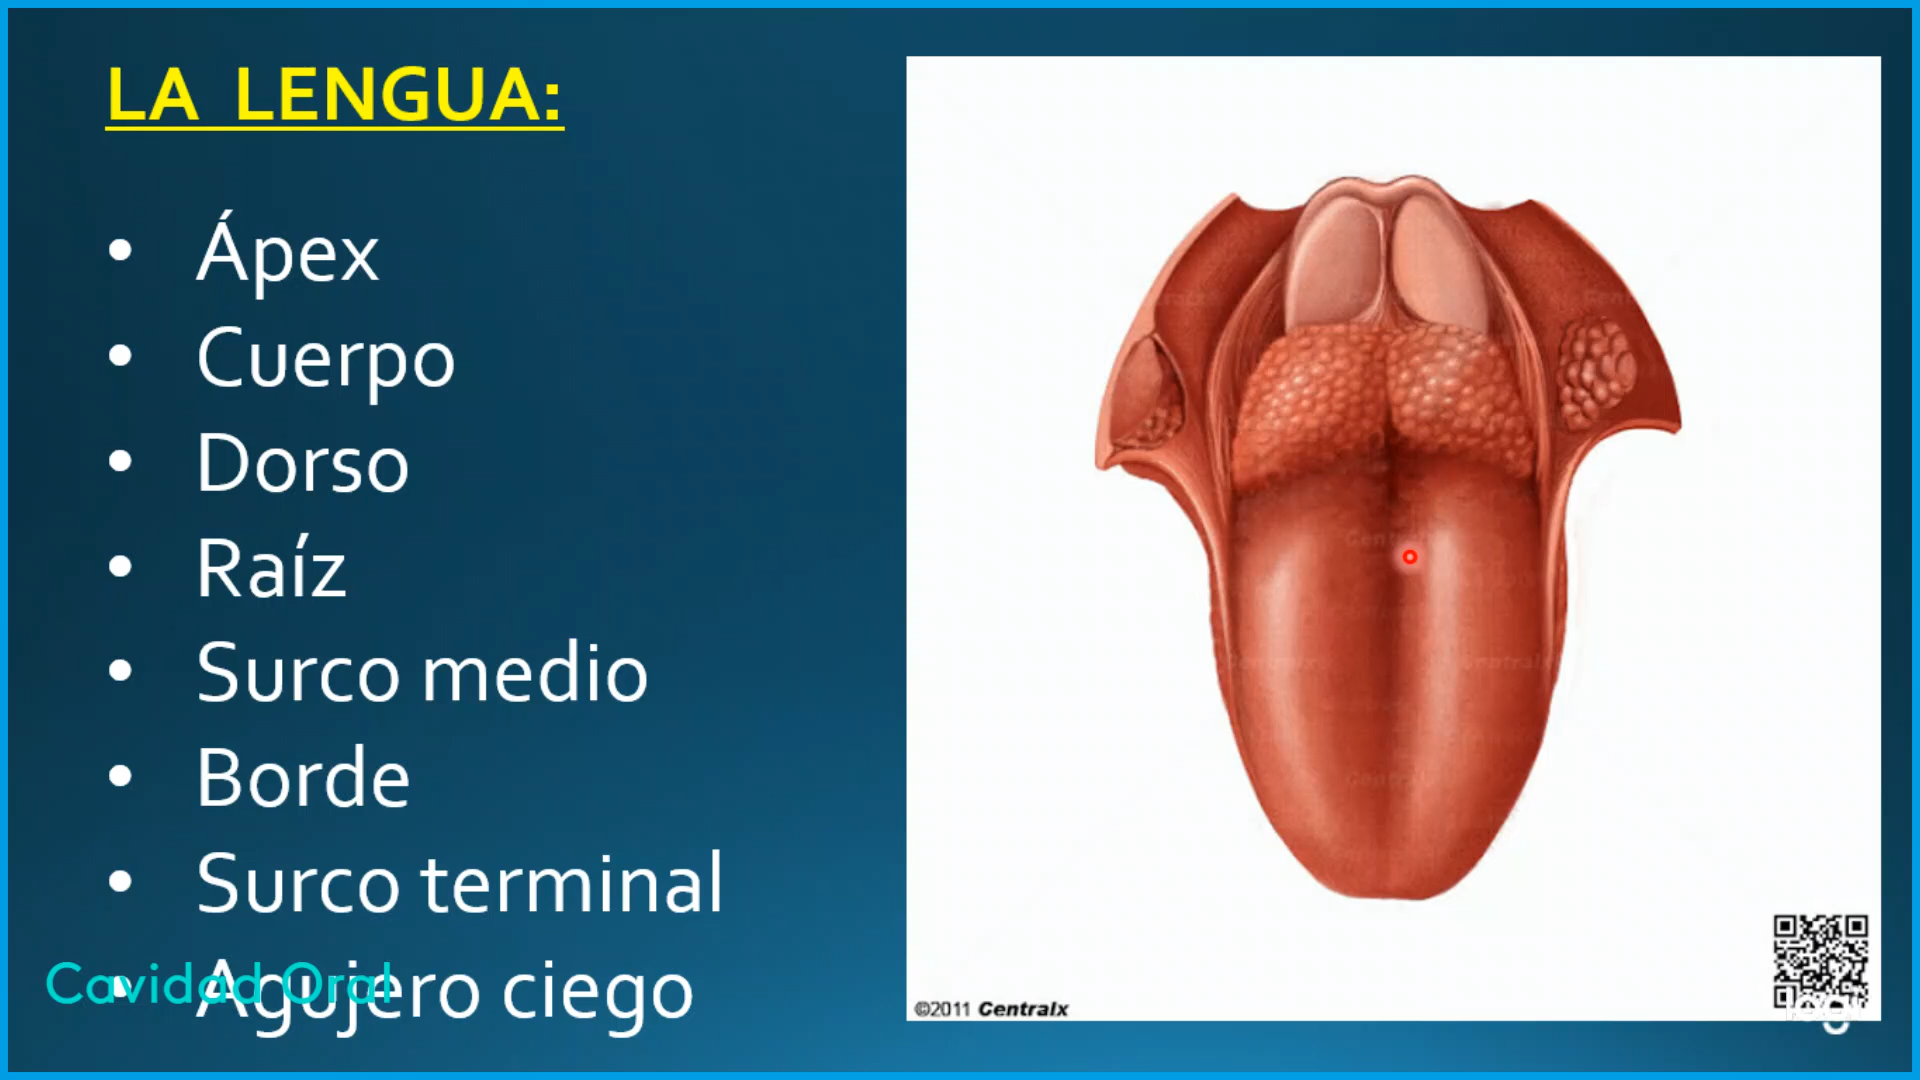 LA LENGUA:
• Ápex
• Cuerpo
• Dorso
• Raíz
• Surco medio
• Borde
• Surco terminal
• Agujero ciego
Cavidad Oral
©2011 Centralx